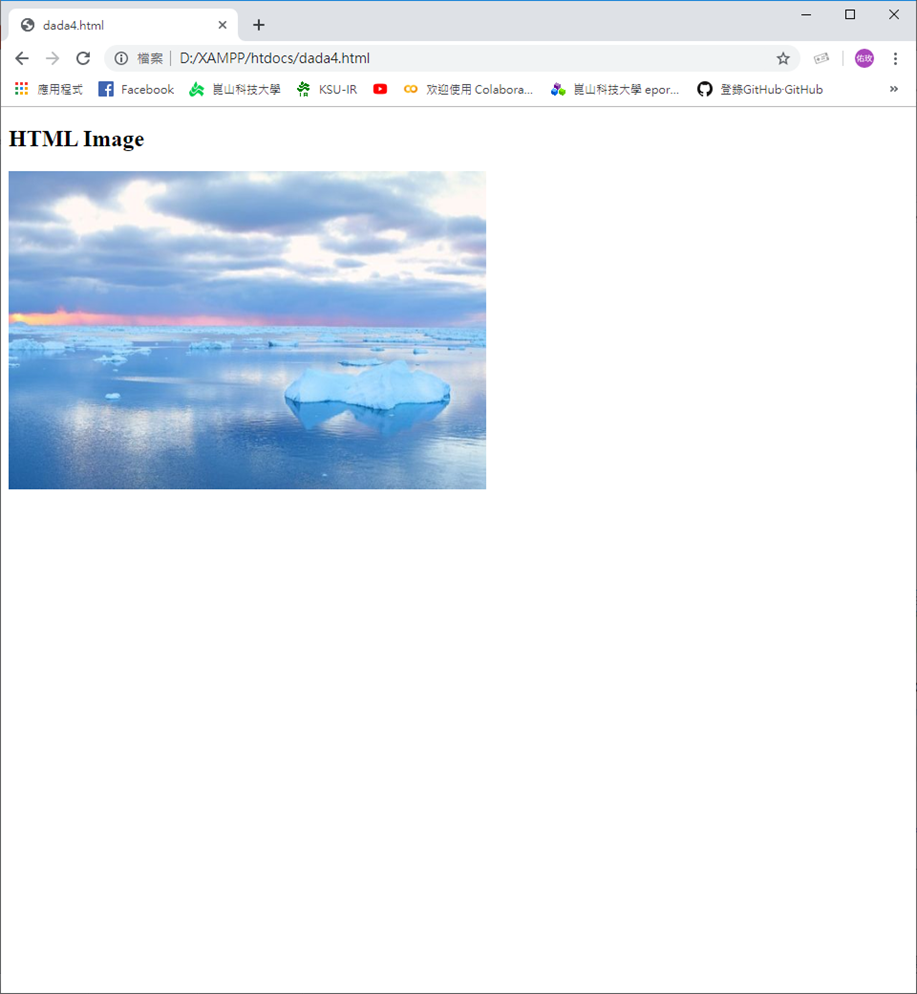 dada4.html
檔案 D:/XAMPP/htdocs/dada4.html 佑玫
應用程式 Facebook 崑山科技大學 KSU-IR 欢迎使用 Colabora... 崑山科技大學 epor... 登錄GitHub·GitHub »
HTML Image